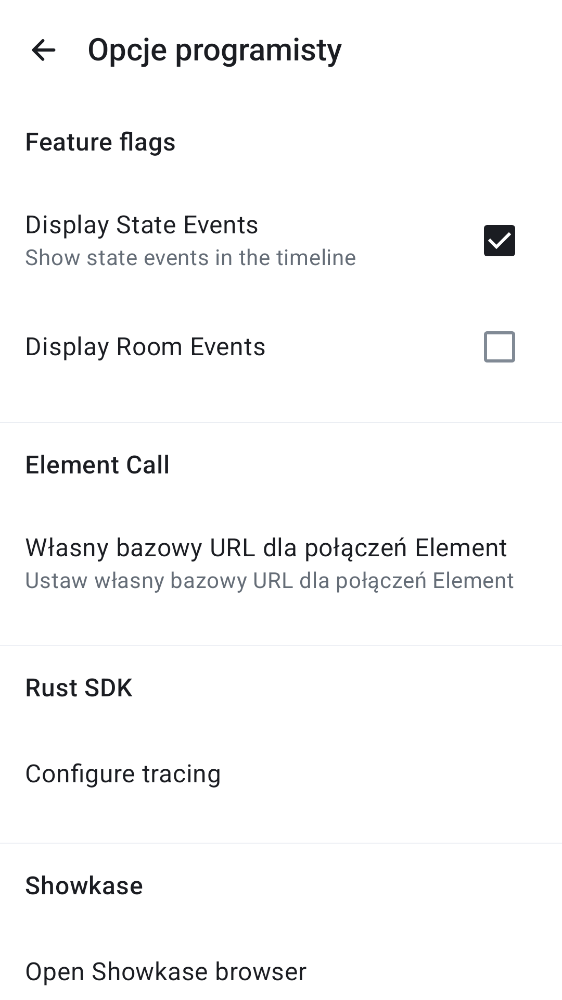 Opcje programisty
Feature flags
Display State Events
Show state events in the timeline
Display Room Events
Element Call
Własny bazowy URL dla połączeń Element
Ustaw własny bazowy URL dla połączeń Element
Rust SDK
Configure tracing
Showkase
Open Showkase browser